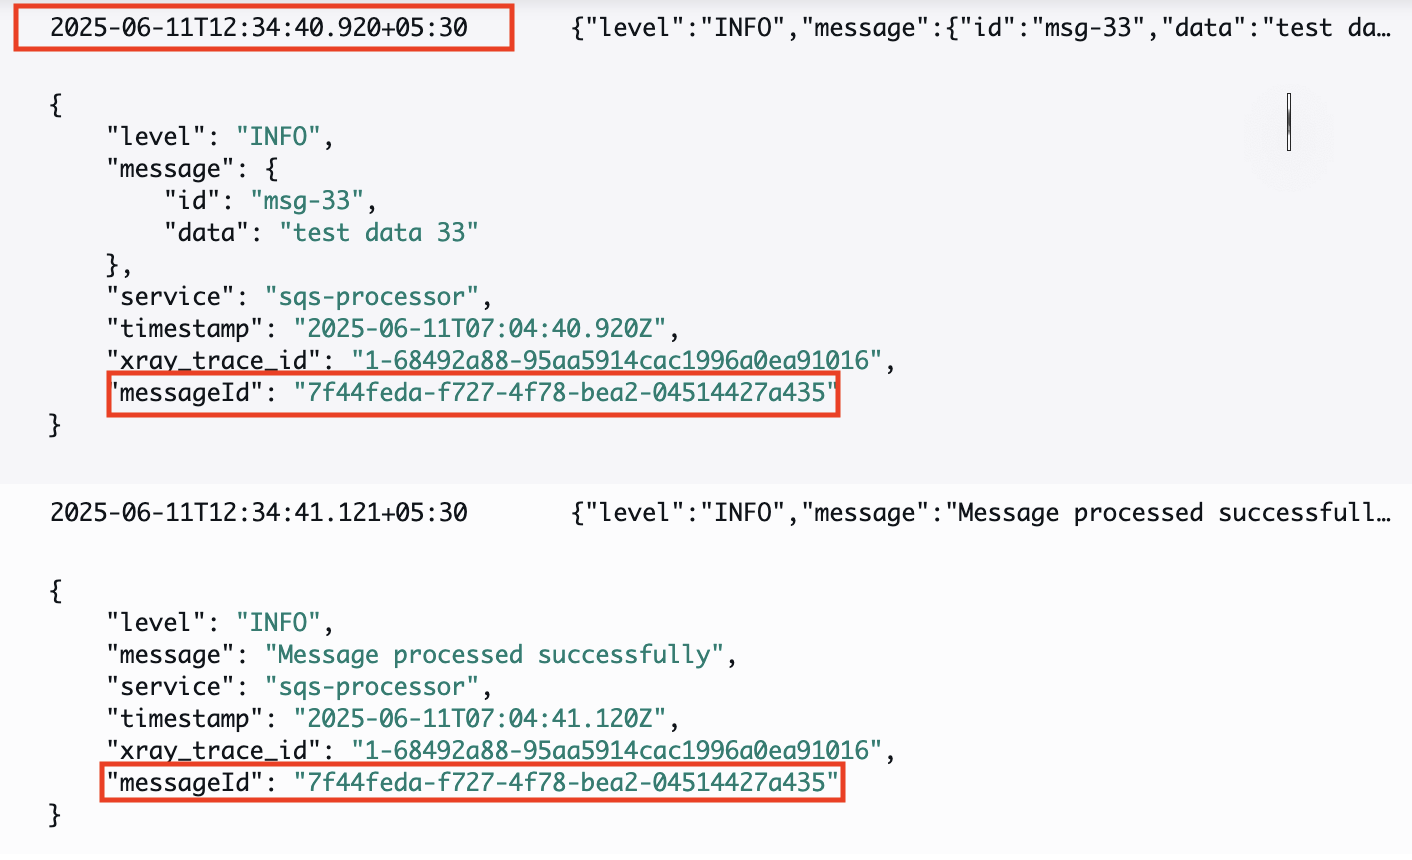 2025-06-11T12:34:40.920+05:30 {"level":"INFO","message":{"id":"msg-33","data":"test da…
{
"level": "INFO",
"message": {
"id": "msg-33",
"data": "test data 33"
},
"service": "sqs-processor",
"timestamp": "2025-06-11T07:04:40.920Z",
"xray_trace_id": "1-68492a88-95aa5914cac1996a0ea91016",
"messageId": "7f44feda-f727-4f78-bea2-04514427a435"
}
2025-06-11T12:34:41.121+05:30 {"level":"INFO","message":"Message processed successfull…
{
"level": "INFO",
"message": "Message processed successfully",
"service": "sqs-processor",
"timestamp": "2025-06-11T07:04:41.120Z",
"xray_trace_id": "1-68492a88-95aa5914cac1996a0ea91016",
"messageId": "7f44feda-f727-4f78-bea2-04514427a435"
}